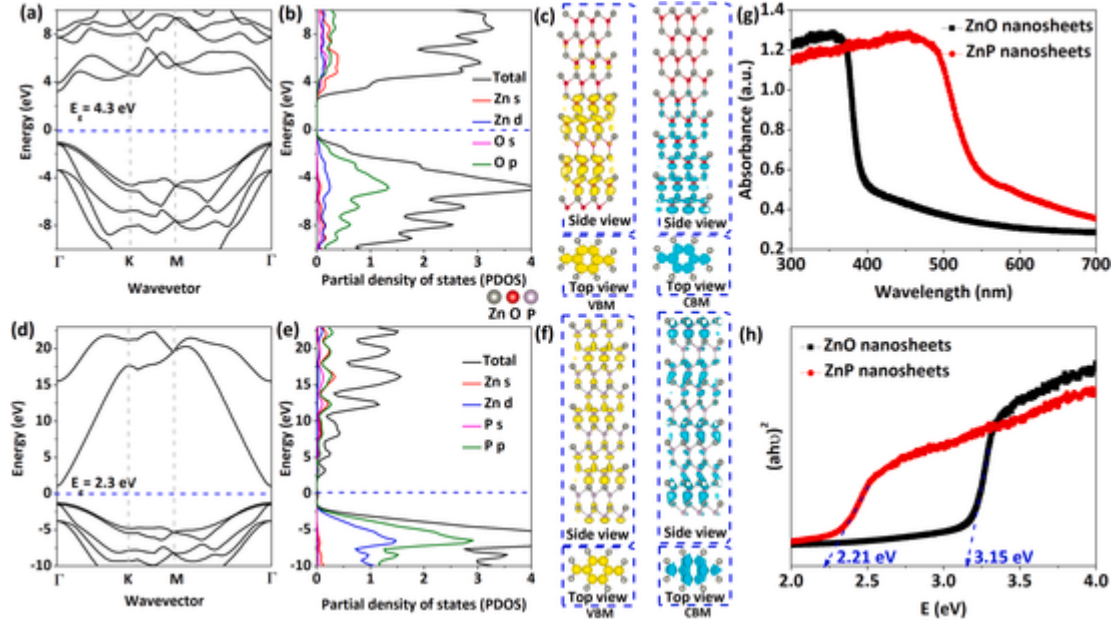 (a)
8
4
0
-4
-8
Energy (eV)
E
g
= 4.3 eV
Γ
K
M
Γ
Wavevetor
(b)
8
4
0
-4
-8
Energy (eV)
Total
Zn s
Zn d
O s
O p
0
1
2
3
4
Partial density of states (PDOS)
(c)
Side view
Side view
Top view
VBM
Top view
CBM
Zn O P
(g)
ZnO nanosheets
ZnP nanosheets
1.4
1.2
1.0
0.8
0.6
0.4
0.2
Absorbance (a.u.)
300
400
500
600
700
Wavelength (nm)
(d)
20
15
10
5
0
-5
-10
Energy (eV)
E
g
= 2.3 eV
Γ
K
M
Γ
Wavevector
(e)
20
15
10
5
0
-5
-10
Energy (eV)
Total
Zn s
Zn d
P s
P p
0
1
2
3
4
Partial density of states (PDOS)
(f)
Side view
Side view
Top view
VBM
Top view
CBM
(h)
ZnO nanosheets
ZnP nanosheets
(ahυ)²
2.21 eV
3.15 eV
2.0
2.5
3.0
3.5
4.0
E (eV)